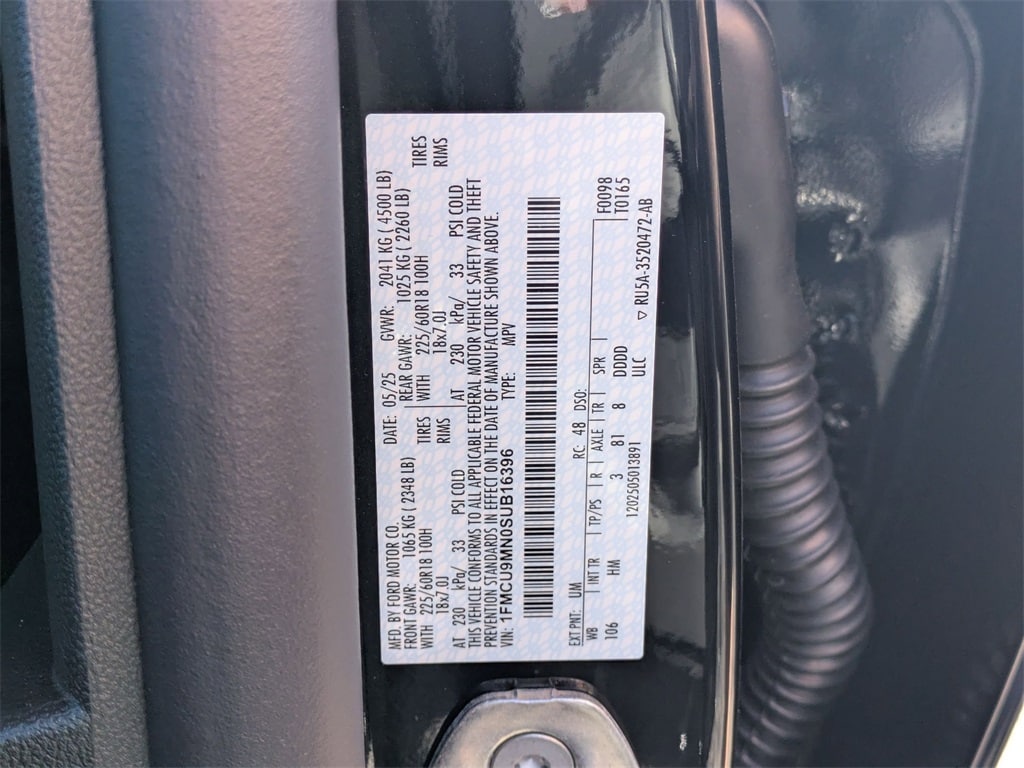 MFD. BY FORD MOTOR CO. DATE: 05/25 GVWR: 2041 KG ( 4500 LB)
FRONT GAWR: 1065 KG ( 2348 LB) REAR GAWR: 1025 KG ( 2260 LB)
WITH 225/60R18 100H TIRES WITH 225/60R18 100H TIRES
18x7.0J RIMS 18x7.0J RIMS
AT 230 kPa/ 33 PSI COLD AT 230 kPa/ 33 PSI COLD
THIS VEHICLE CONFORMS TO ALL APPLICABLE FEDERAL MOTOR VEHICLE SAFETY AND THEFT
PREVENTION STANDARDS IN EFFECT ON THE DATE OF MANUFACTURE SHOWN ABOVE.
VIN: 1FMCU9MN0SUB16396 TYPE: MPV
EXT PNT: UM RC: 48 DSO: F0098
WB INT TR TP/PS R AXLE TR SPR T0165
106 HM 3 81 8 DDDD
1202505013891 ULC ▽ RU5A-3520472-AB